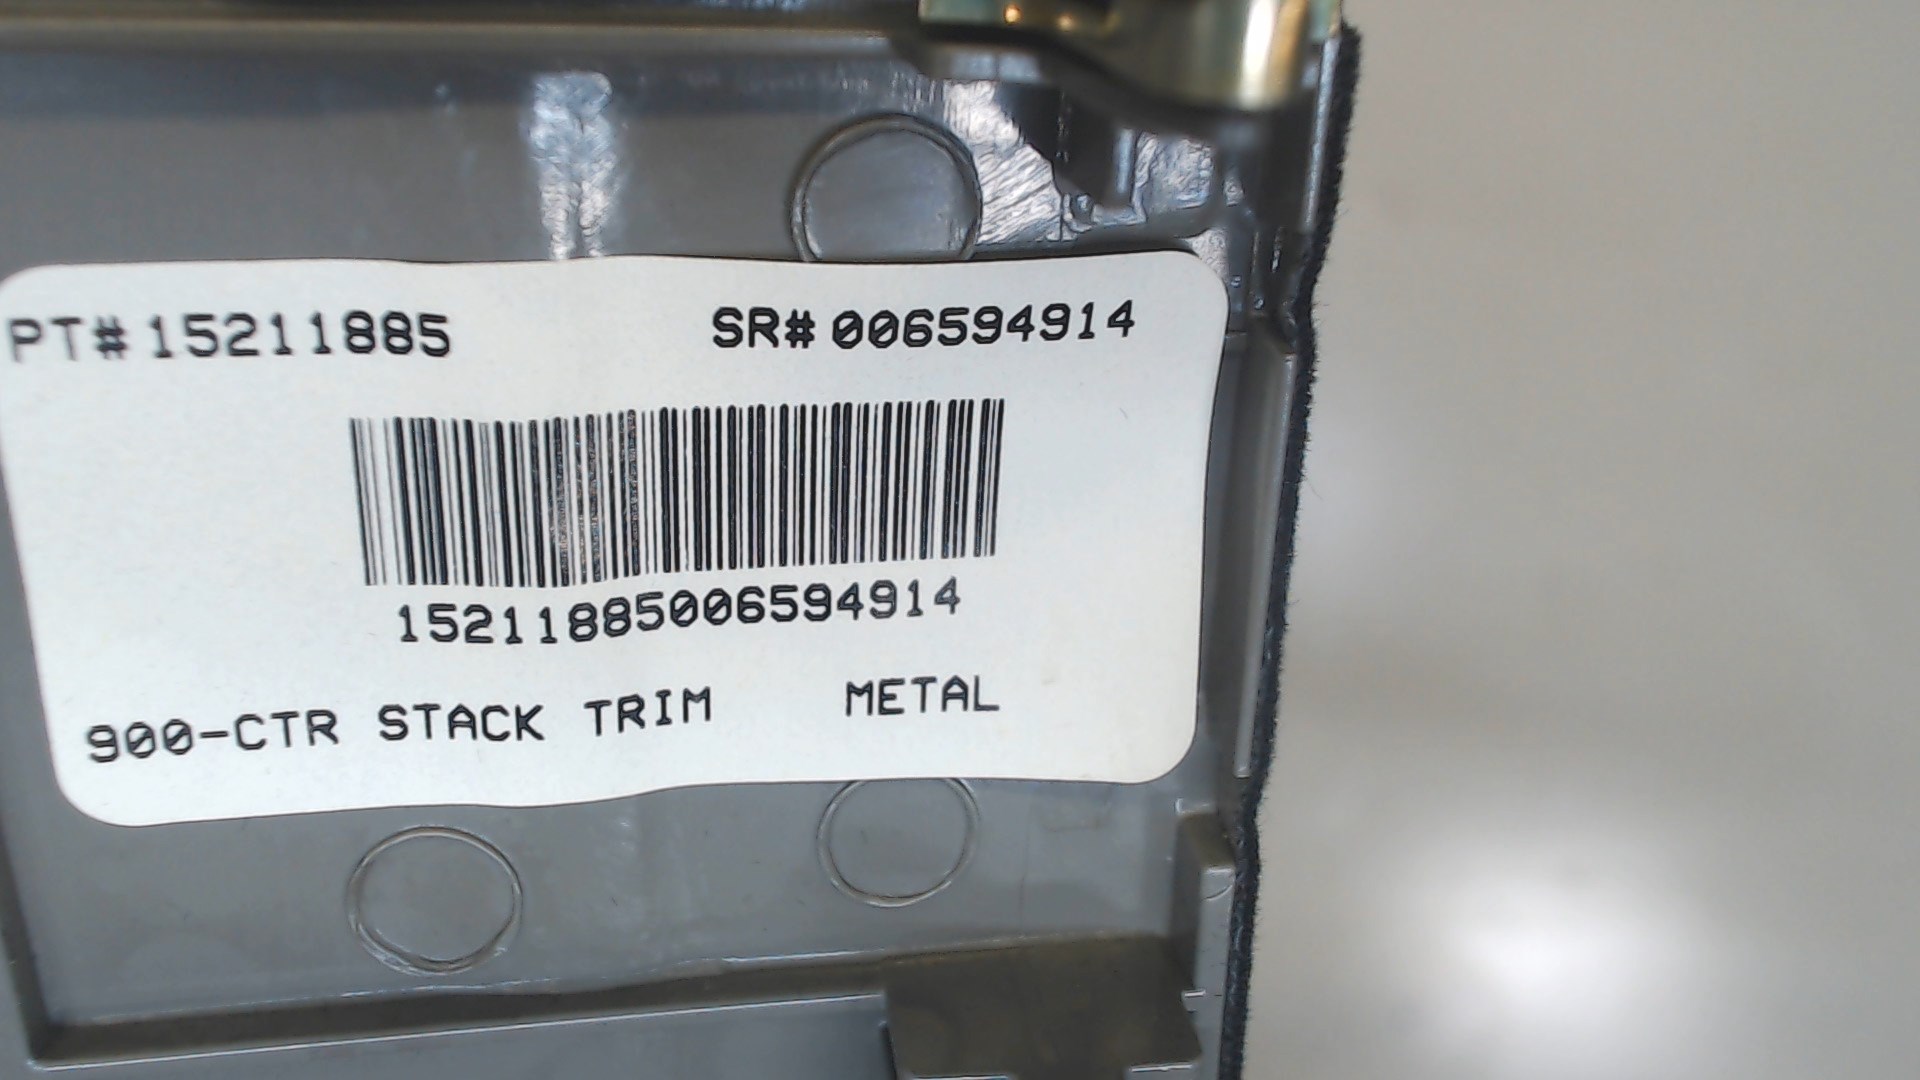 PT# 15211885 SR# 006594914
15211885006594914
900-CTR STACK TRIM METAL